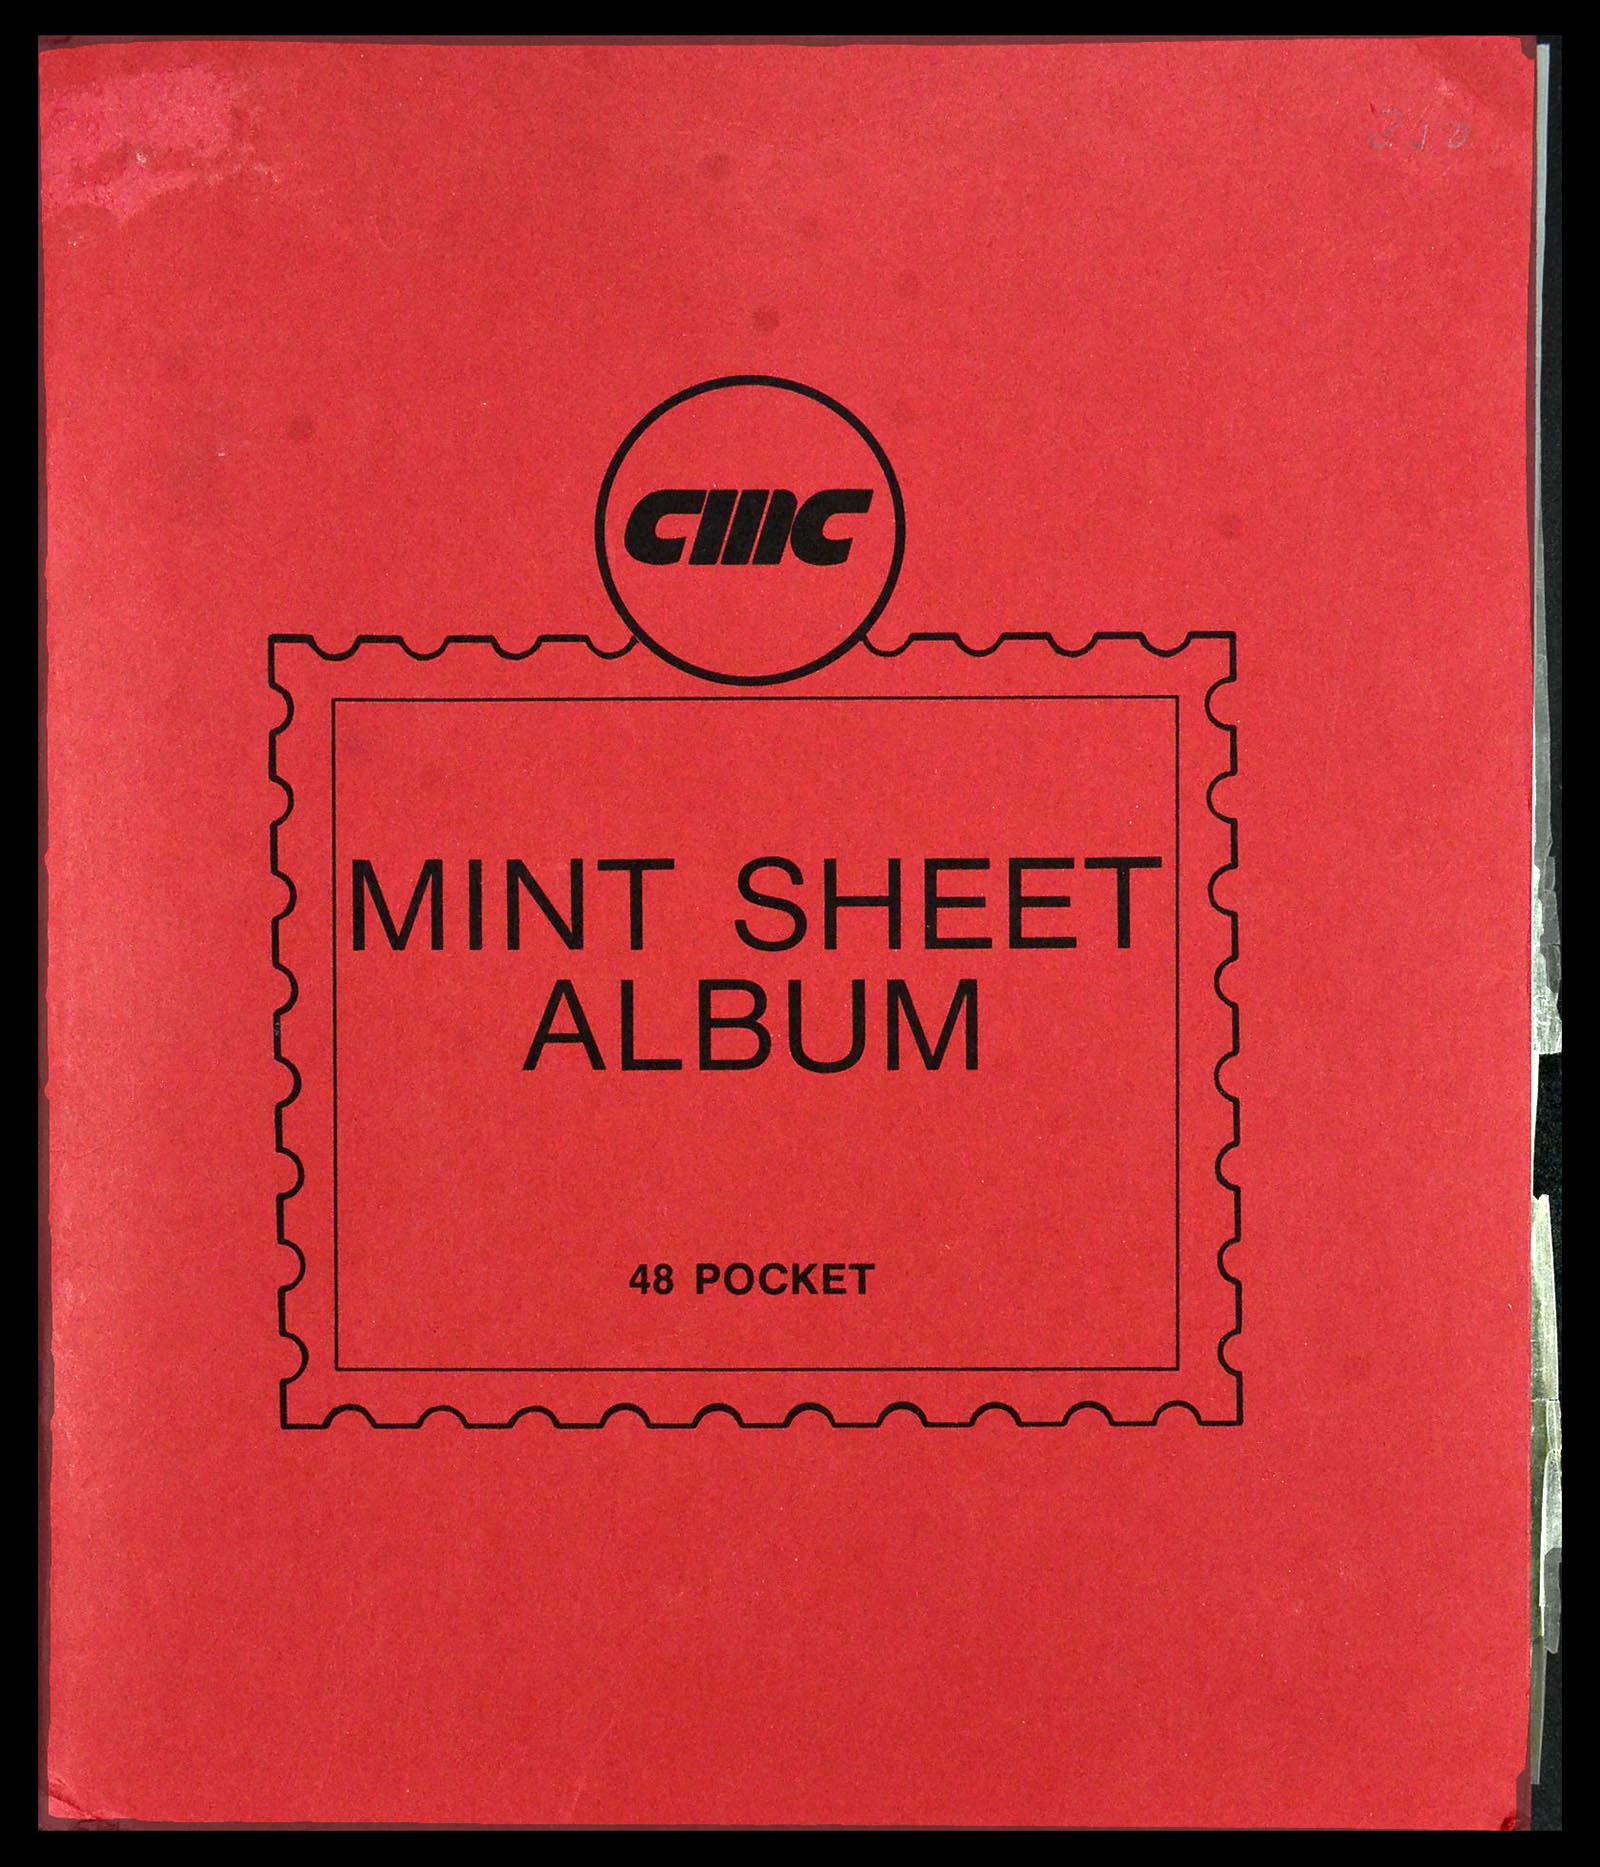 CMC
MINT SHEET
ALBUM
48 POCKET